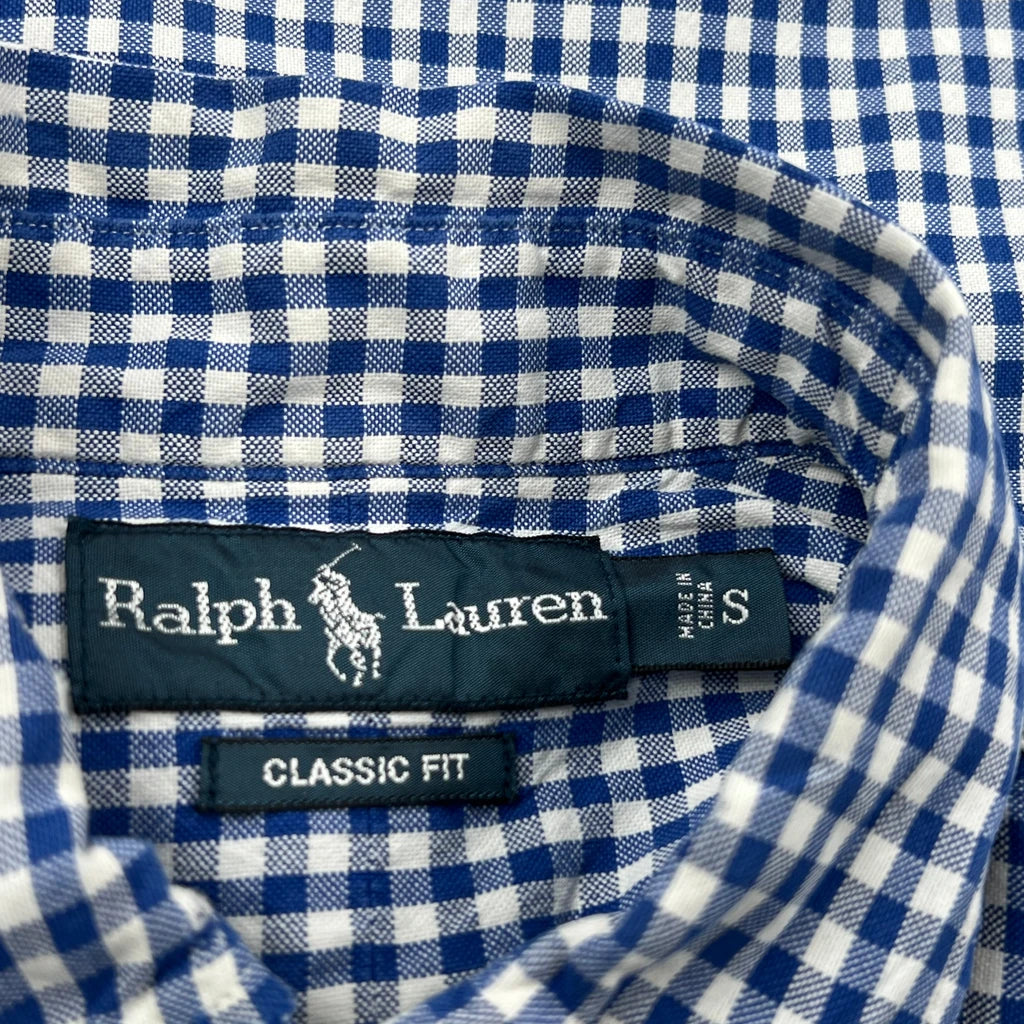 Ralph Lauren
MADE IN
CHINA
S
CLASSIC FIT